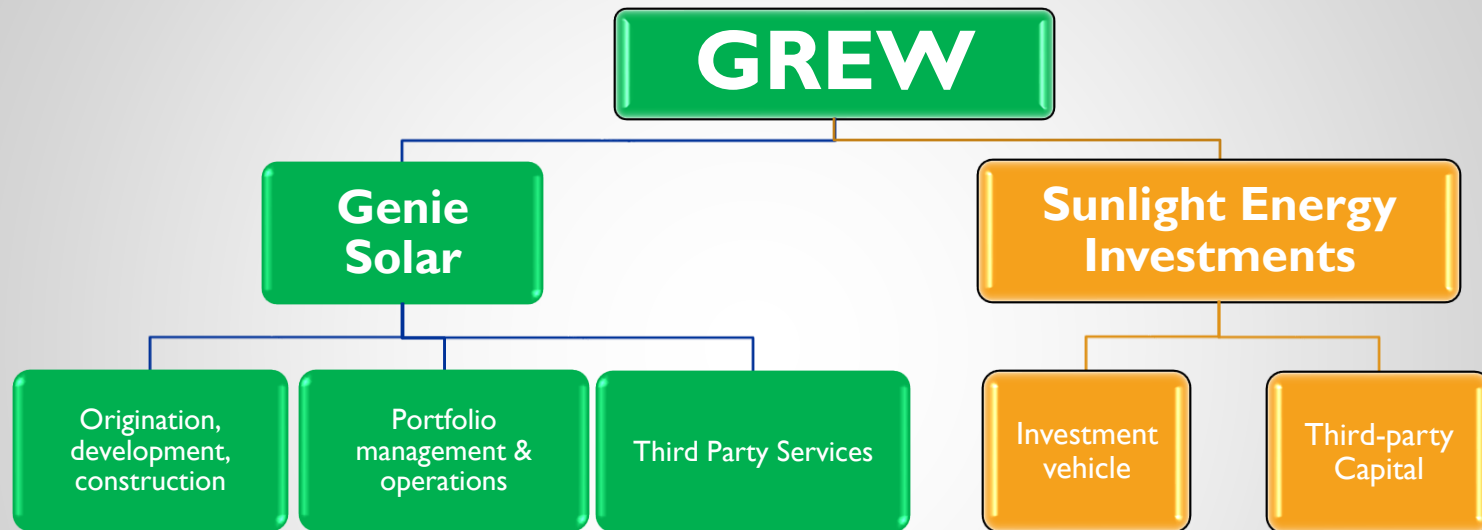 GREW
Genie
Solar
Sunlight Energy
Investments
Origination,
development,
construction
Portfolio
management &
operations
Third Party Services
Investment
vehicle
Third-party
Capital